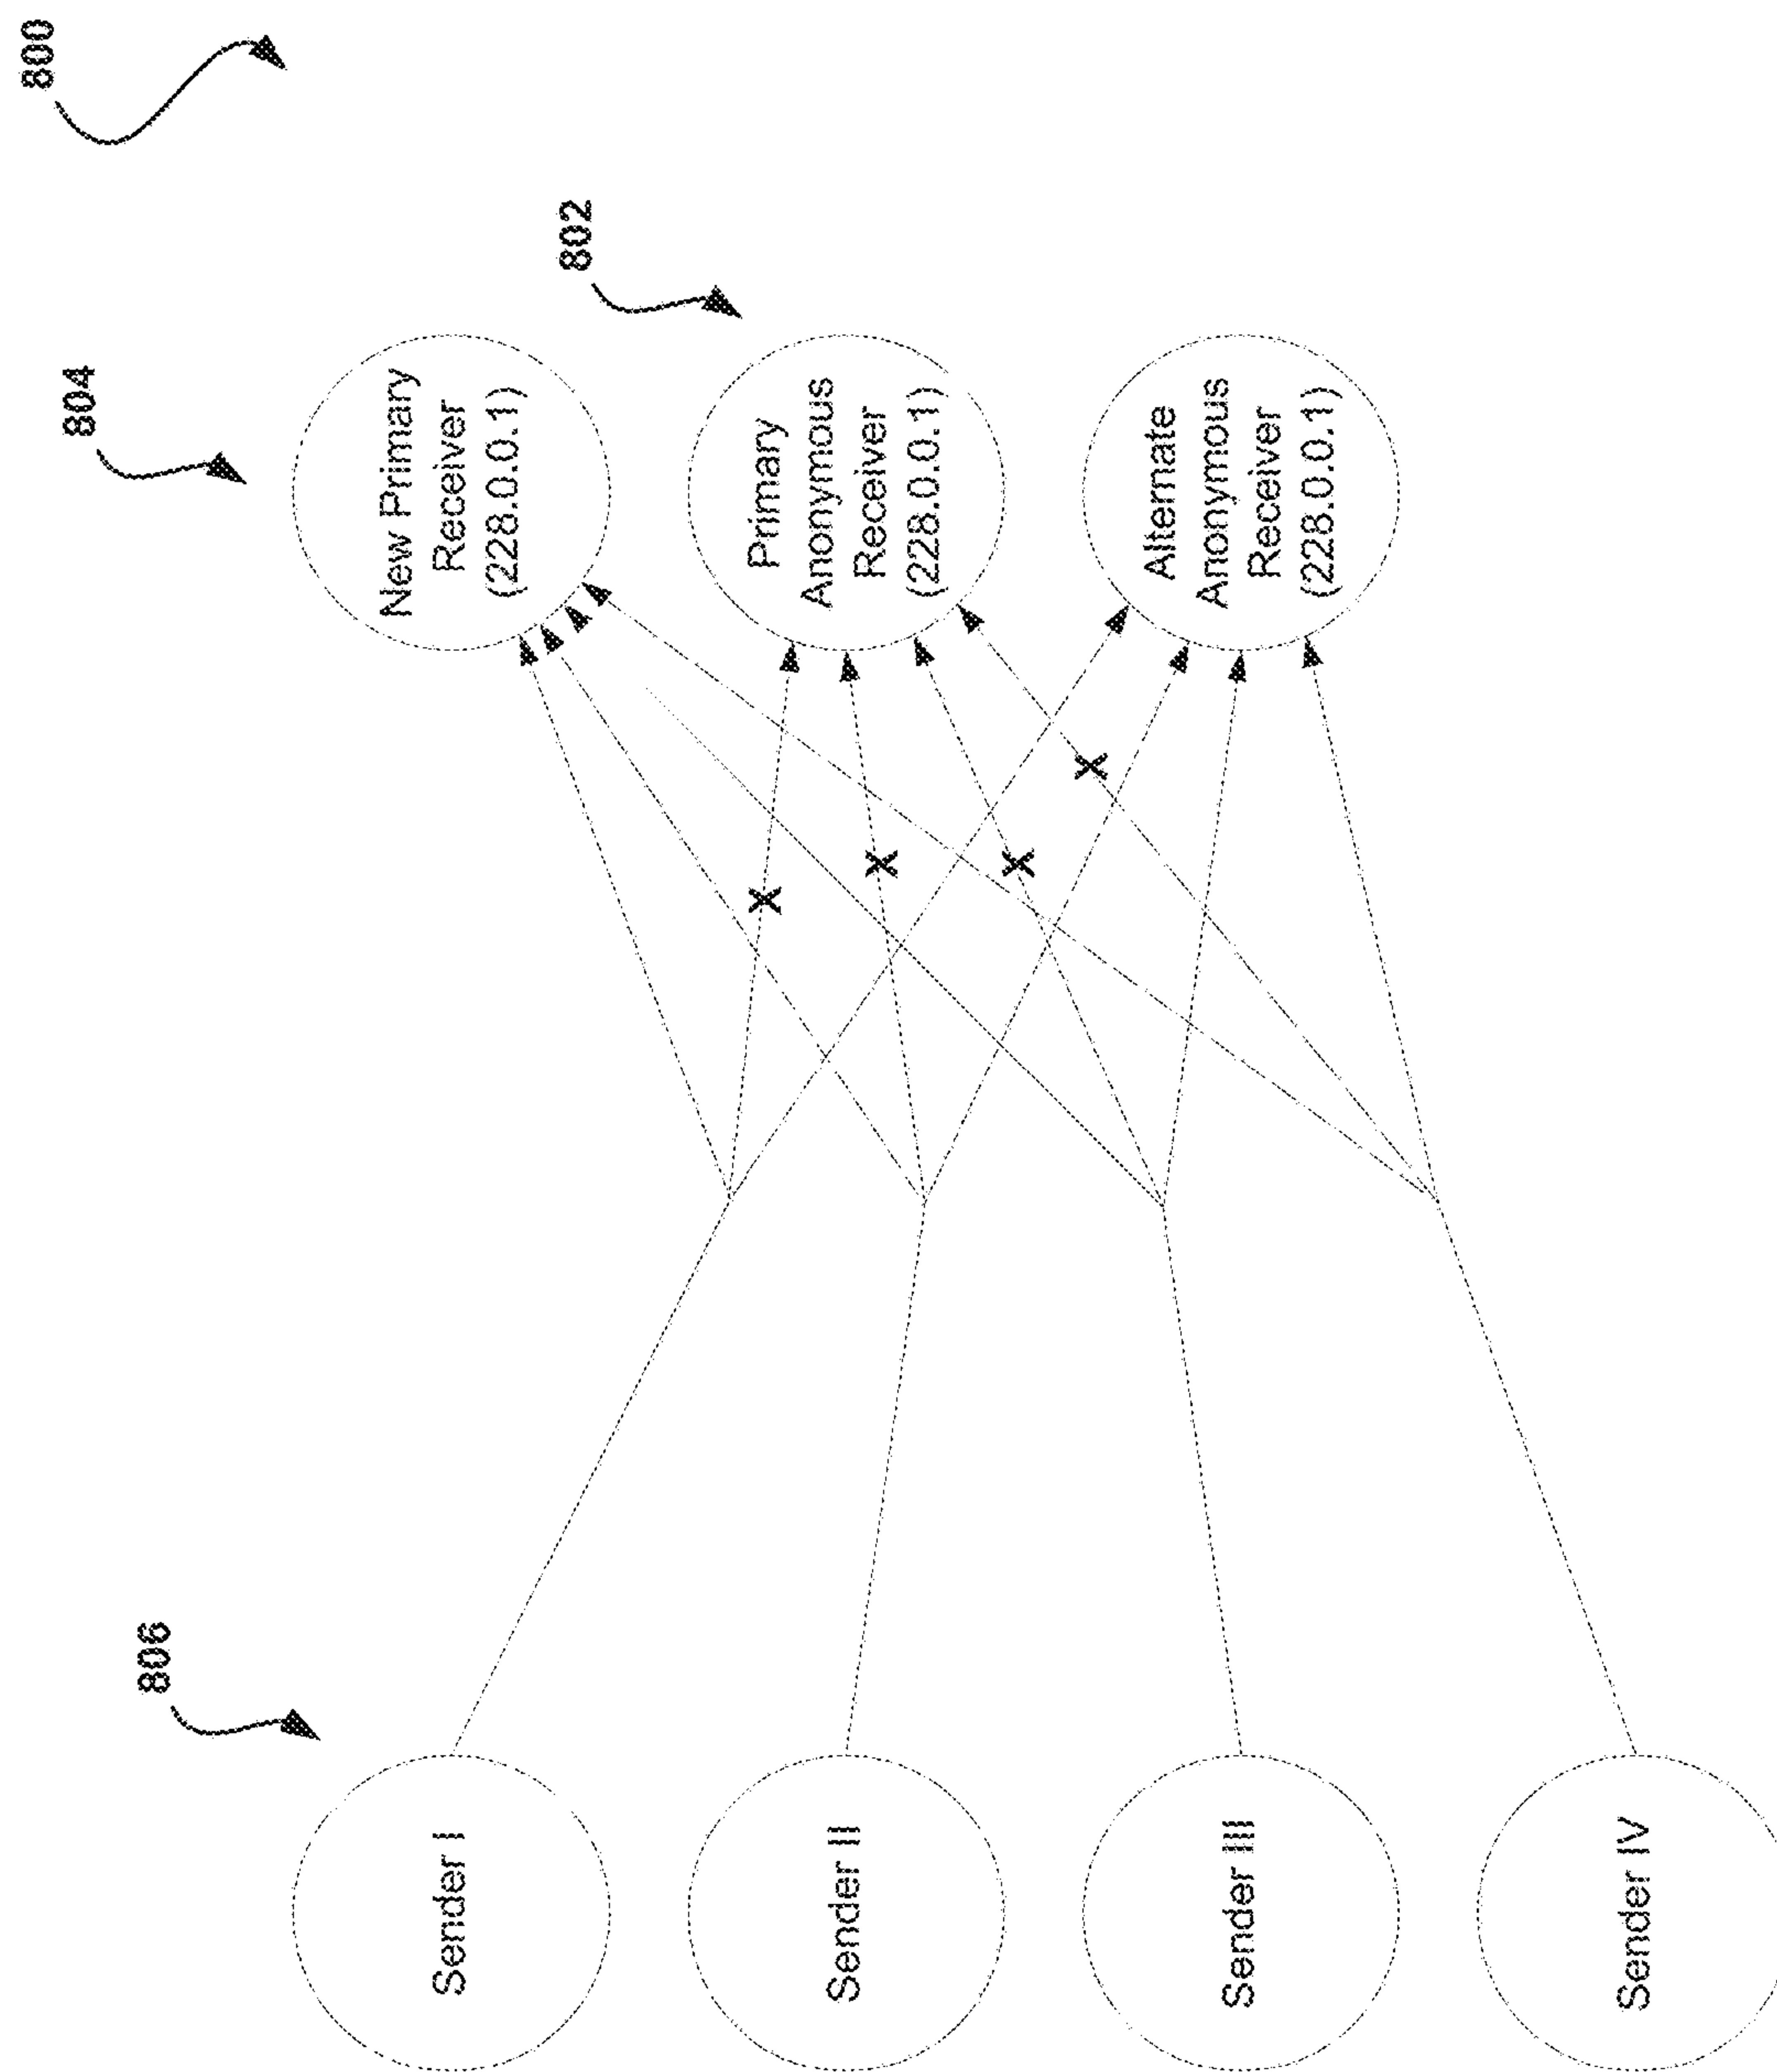 800
802
804
New Primary
Receiver
(228.0.0.1)
Primary
Anonymous
Receiver
(228.0.0.1)
Alternate
Anonymous
Receiver
(228.0.0.1)
X
X
X
X
806
Sender I
Sender II
Sender III
Sender IV